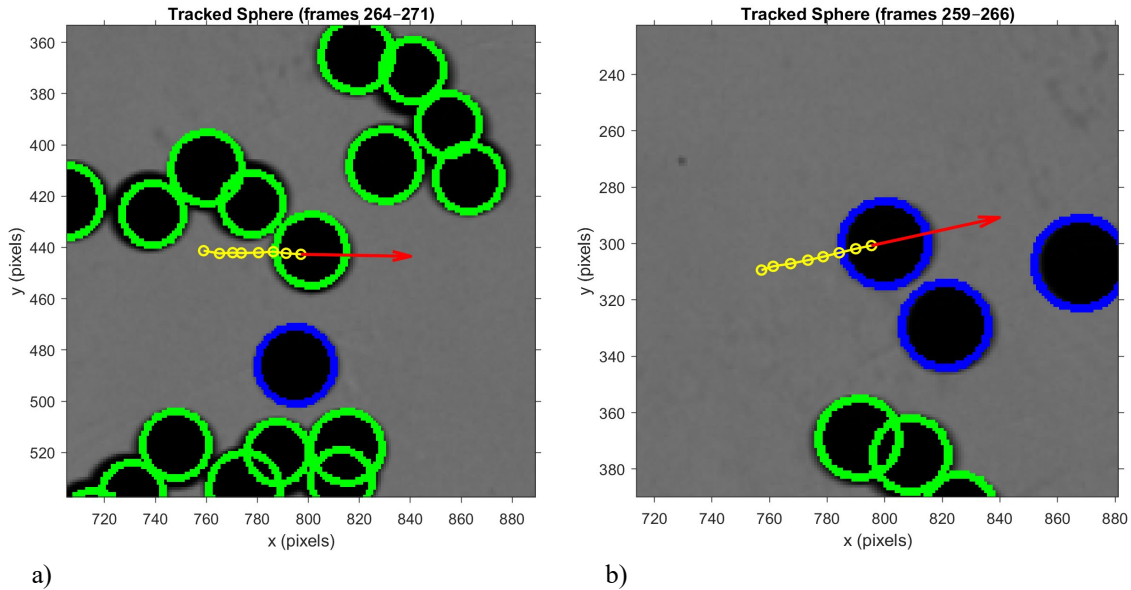 Tracked Sphere (frames 264–271)
360
380
400
420
440
460
480
500
520
y (pixels)
720 740 760 780 800 820 840 860 880
x (pixels)
a)
Tracked Sphere (frames 259–266)
240
260
280
300
320
340
360
380
y (pixels)
720 740 760 780 800 820 840 860 880
x (pixels)
b)